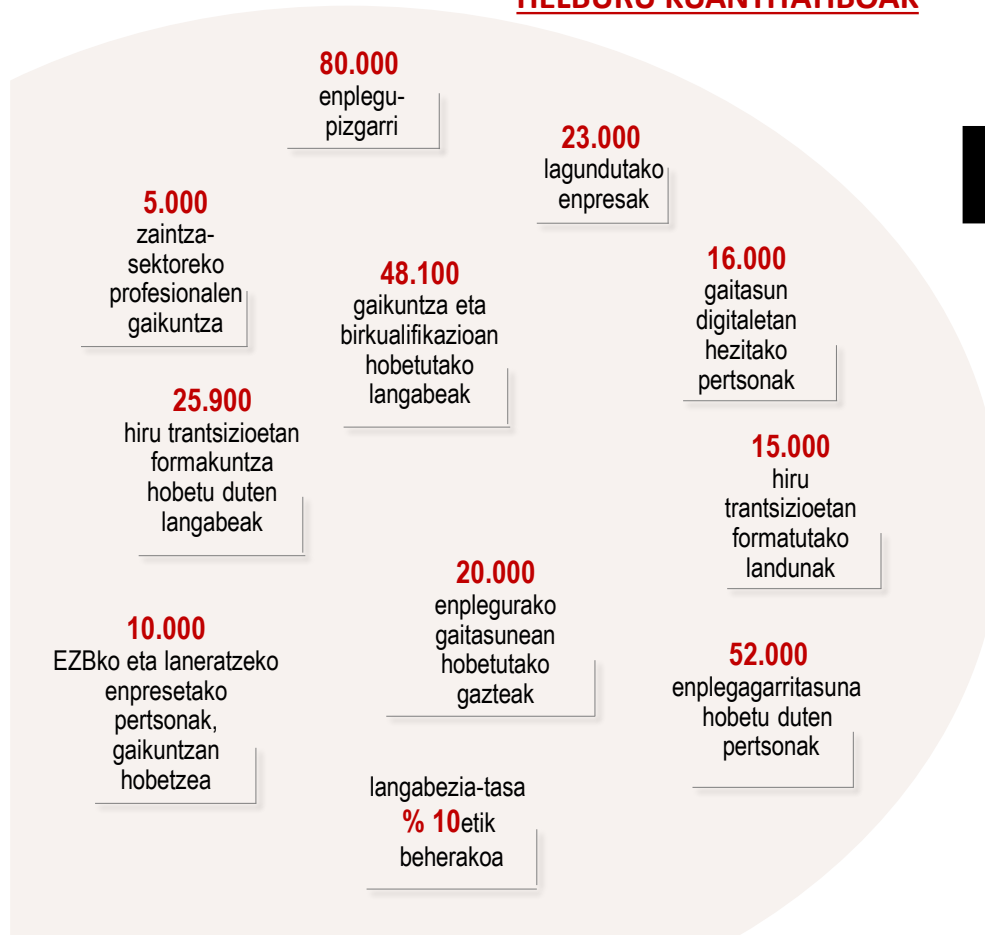 HELBURU KUANTITATIBOAK
80.000
enplegu-
pizgarri
23.000
lagundutako
enpresak
5.000
zaintza-
sektoreko
profesionalen
gaikuntza
48.100
gaikuntza eta
birkualifikazioan
hobetutako
langabeak
16.000
gaitasun
digitaletan
hezitako
pertsonak
25.900
hiru trantsizioetan
formakuntza
hobetu duten
langabeak
15.000
hiru
trantsizioetan
formatutako
landunak
20.000
enplegurako
gaitasunean
hobetutako
gazteak
10.000
EZBko eta laneratzeko
enpresetako
pertsonak,
gaikuntzan
hobetzea
52.000
enplegagarritasuna
hobetu duten
pertsonak
langabezia-tasa
% 10etik
beherakoa